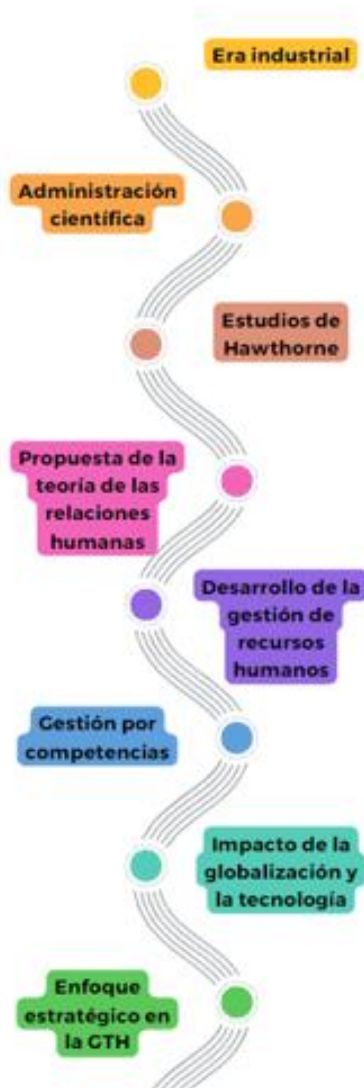 Era industrial
Administración
científica
Estudios de
Hawthorne
Propuesta de la
teoría de las
relaciones
humanas
Desarrollo de la
gestión de
recursos
humanos
Gestión por
competencias
Impacto de la
globalización y
la tecnología
Enfoque
estratégico en
la GTH